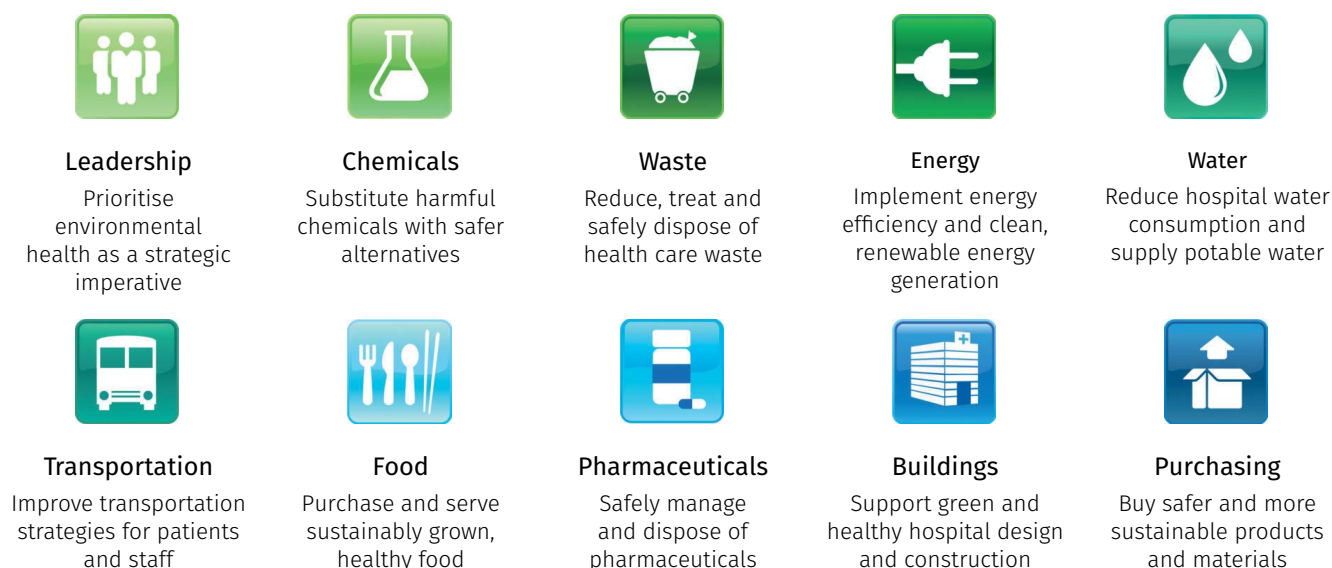 Leadership
Prioritise
environmental
health as a strategic
imperative
Chemicals
Substitute harmful
chemicals with safer
alternatives
Waste
Reduce, treat and
safely dispose of
health care waste
Energy
Implement energy
efficiency and clean,
renewable energy
generation
Water
Reduce hospital water
consumption and
supply potable water
Transportation
Improve transportation
strategies for patients
and staff
Food
Purchase and serve
sustainably grown,
healthy food
Pharmaceuticals
Safely manage
and dispose of
pharmaceuticals
Buildings
Support green and
healthy hospital design
and construction
Purchasing
Buy safer and more
sustainable products
and materials